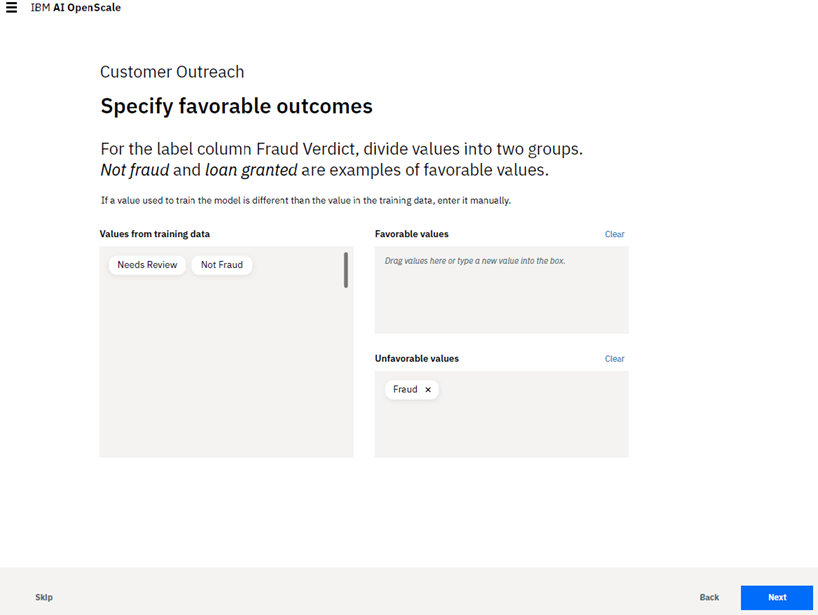 IBM AI OpenScale
Customer Outreach
Specify favorable outcomes
For the label column Fraud Verdict, divide values into two groups.
Not fraud and loan granted are examples of favorable values.
If a value used to train the model is different than the value in the training data, enter it manually.
Values from training data
Needs Review
Not Fraud
Favorable values
Clear
Drag values here or type a new value into the box.
Unfavorable values
Clear
Fraud ×
Skip
Back
Next